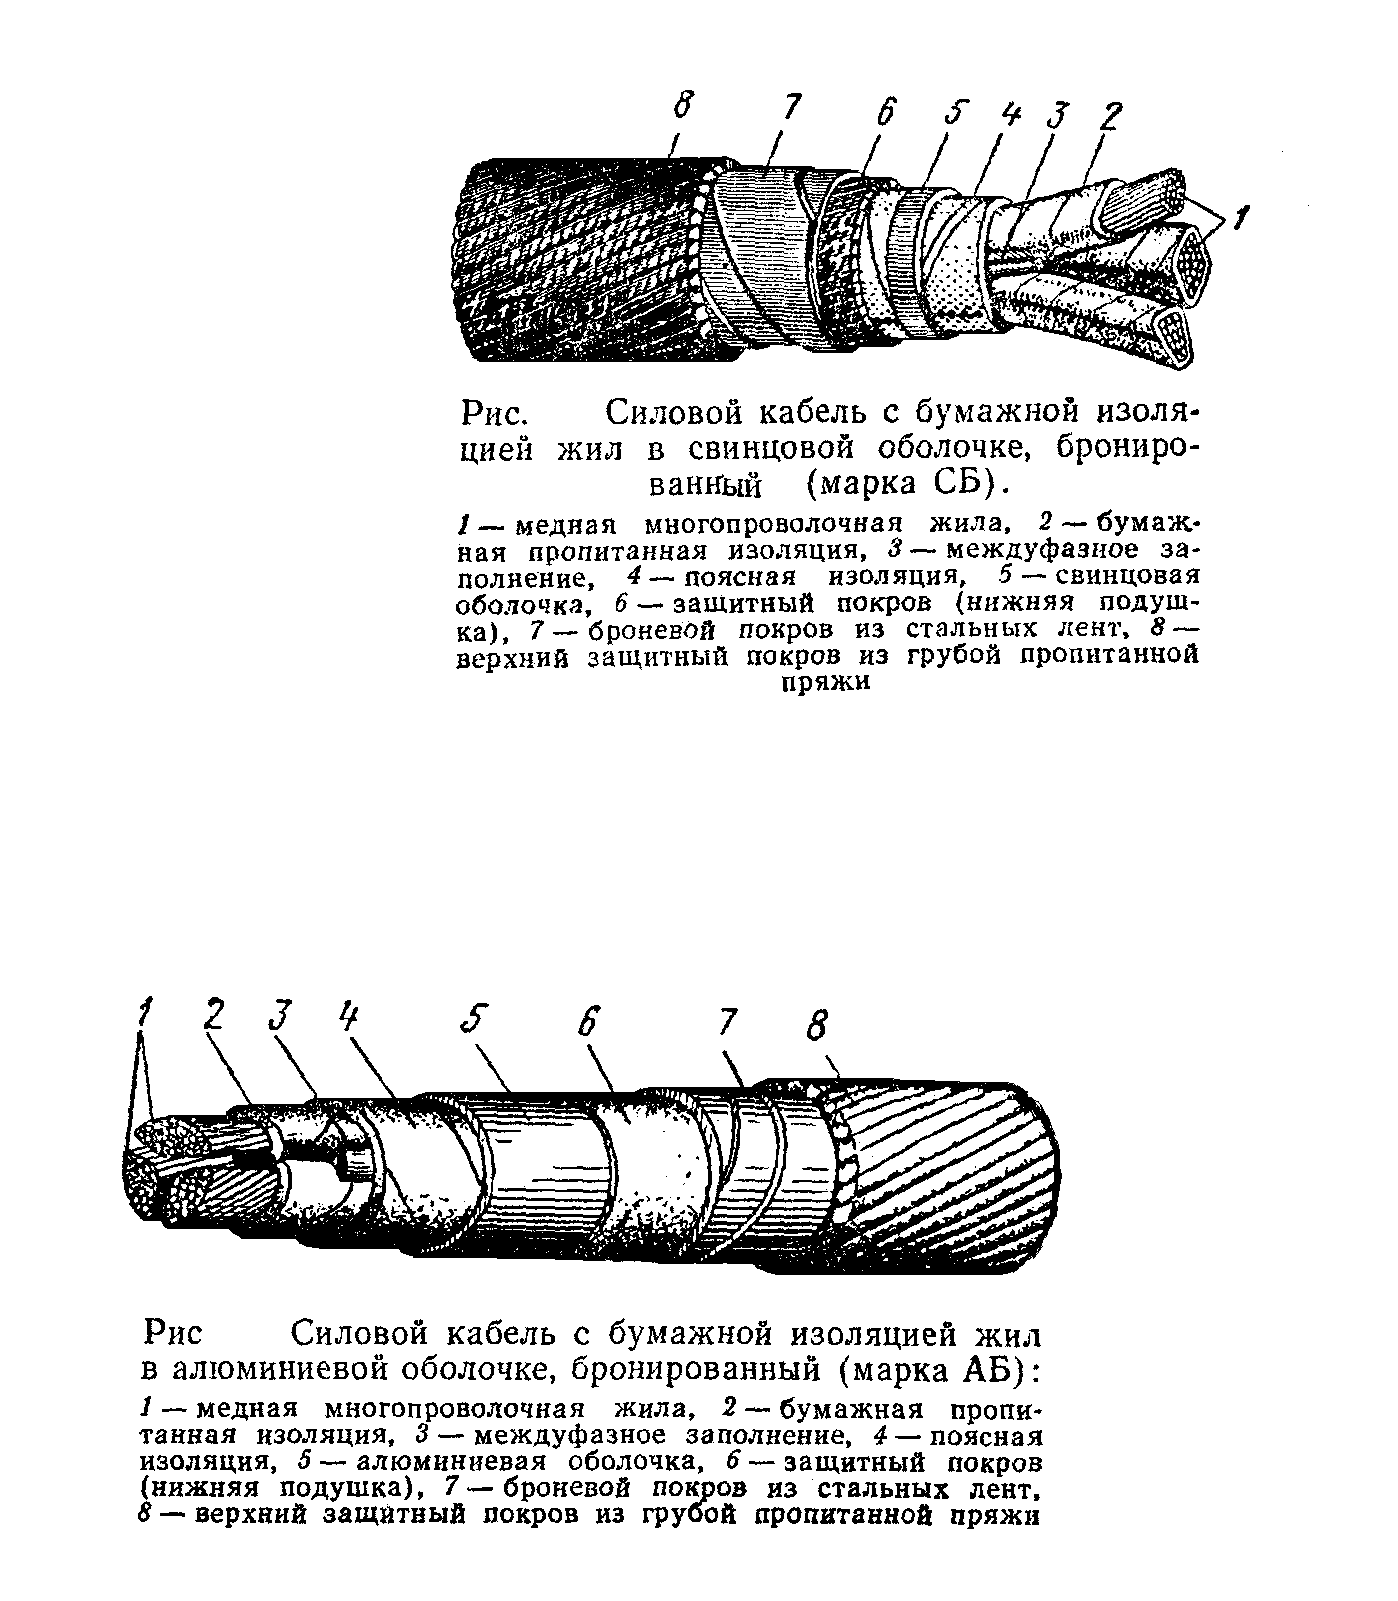 8 7 6 5 4 3 2
1
Рис. Силовой кабель с бумажной изоля-
цией жил в свинцовой оболочке, брониро-
ванный (марка СБ).
1 — медная многопроволочная жила, 2 — бумаж-
ная пропитанная изоляция, 3 — междуфазное за-
полнение, 4 — поясная изоляция, 5 — свинцовая
оболочка, 6 — защитный покров (нижняя подуш-
ка), 7 — броневой покров из стальных лент, 8 —
верхний защитный покров из грубой пропитанной
пряжи
1 2 3 4 5 6 7 8
Рис Силовой кабель с бумажной изоляцией жил
в алюминиевой оболочке, бронированный (марка АБ):
1 — медная многопроволочная жила, 2 — бумажная пропи-
танная изоляция, 3 — междуфазное заполнение, 4 — поясная
изоляция, 5 — алюминиевая оболочка, 6 — защитный покров
(нижняя подушка), 7 — броневой покров из стальных лент,
8 — верхний защитный покров из грубой пропитанной пряжи